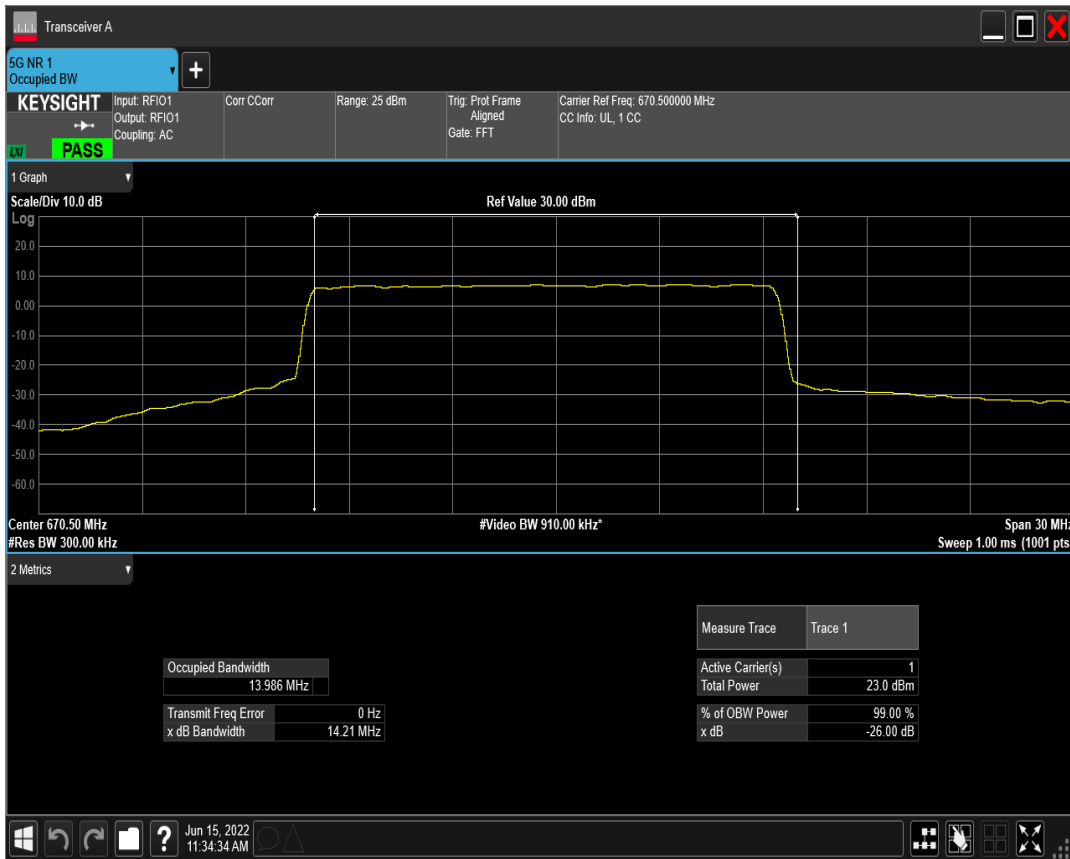 Transceiver A
5G NR 1
Occupied BW
+
KEYSIGHT
LXI
PASS
Input: RFIO1
Output: RFIO1
Coupling: AC
Corr CCorr
Range: 25 dBm
Trig: Prot Frame
Aligned
Gate: FFT
Carrier Ref Freq: 670.500000 MHz
CC Info: UL, 1 CC
1 Graph
Scale/Div 10.0 dB
Ref Value 30.00 dBm
Log
20.0
10.0
0.00
-10.0
-20.0
-30.0
-40.0
-50.0
-60.0
Center 670.50 MHz
#Video BW 910.00 kHz*
Span 30 MHz
#Res BW 300.00 kHz
Sweep 1.00 ms (1001 pts
2 Metrics
Measure Trace Trace 1
Occupied Bandwidth
13.986 MHz
Active Carrier(s) 1
Total Power 23.0 dBm
Transmit Freq Error 0 Hz
x dB Bandwidth 14.21 MHz
% of OBW Power 99.00 %
x dB -26.00 dB
?
Jun 15, 2022
11:34:34 AM